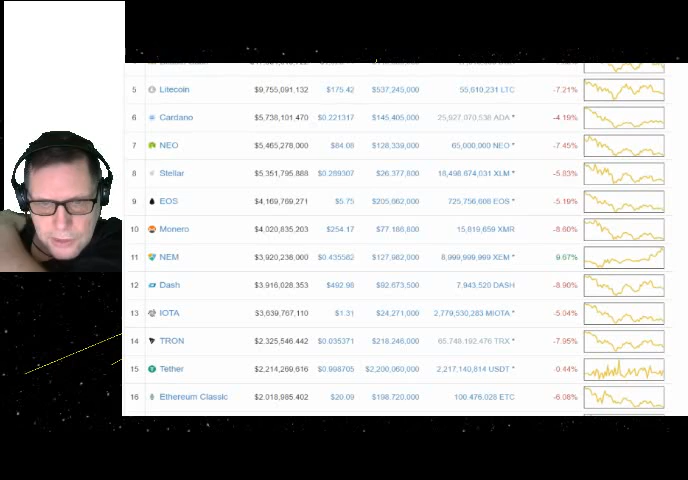 5 Litecoin $9,755,091,132 $175.42 $537,245,000 55,610,231 LTC -7.21%
6 Cardano $5,738,101,470 $0.221317 $145,405,000 25,927,070,538 ADA * -4.19%
7 NEO $5,465,278,000 $84.08 $128,339,000 65,000,000 NEO * -7.45%
8 Stellar $5,351,795,888 $0.289307 $26,377,800 18,498,674,031 XLM * -5.83%
9 EOS $4,169,769,271 $5.75 $205,662,000 725,756,608 EOS * -5.19%
10 Monero $4,020,835,203 $254.17 $77,186,800 15,819,659 XMR -8.60%
11 NEM $3,920,238,000 $0.435582 $127,962,000 8,999,999,999 XEM * 9.67%
12 Dash $3,916,028,353 $492.98 $92,673,500 7,943,520 DASH -8.90%
13 IOTA $3,639,767,110 $1.31 $24,271,000 2,779,530,283 MIOTA * -5.04%
14 TRON $2,325,546,442 $0.035371 $218,246,000 65,748,192,476 TRX * -7.95%
15 Tether $2,214,269,616 $0.998705 $2,200,060,000 2,217,140,814 USDT * -0.44%
16 Ethereum Classic $2,018,985,402 $20.09 $198,720,000 100,476,028 ETC -6.08%